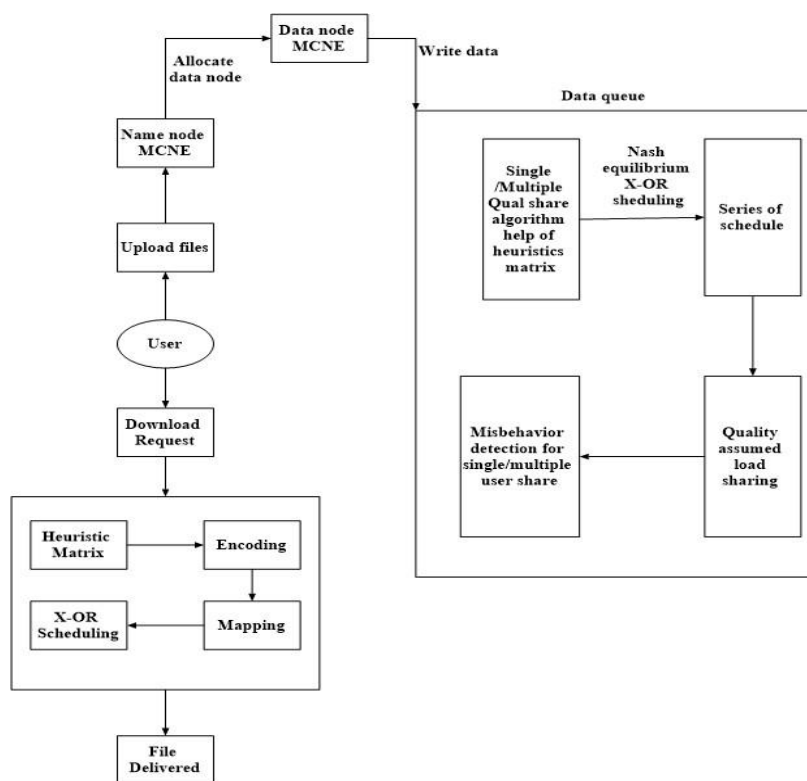 Data node
MCNE
Allocate
data node
Write data
Data queue
Name node
MCNE
Single
/Multiple
Qual share
algorithm
help of
heuristics
matrix
Nash
equilibrium
X-OR
sheduling
Series of
schedule
Upload files
User
Download
Request
Misbehavior
detection for
single/multiple
user share
Quality
assumed
load
sharing
Heuristic
Matrix
Encoding
X-OR
Scheduling
Mapping
File
Delivered